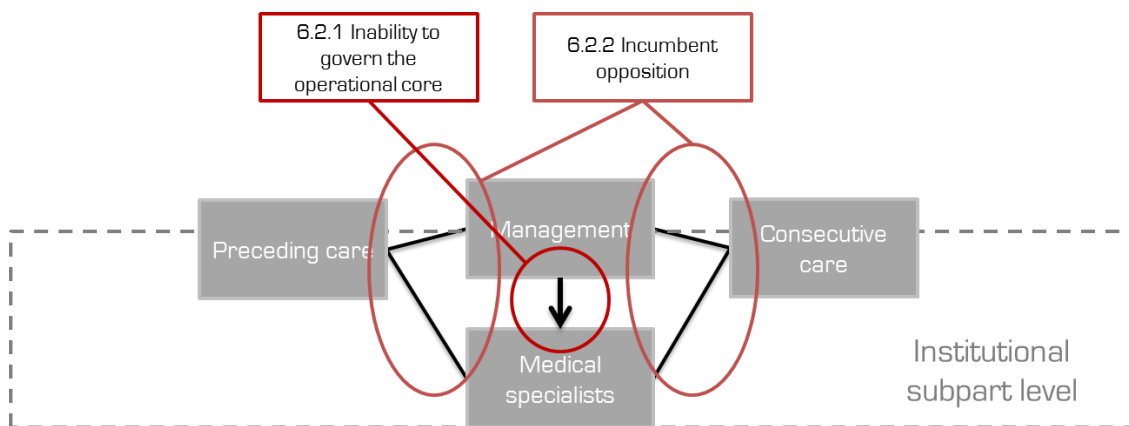 6.2.1 Inability to
govern the
operational core
6.2.2 Incumbent
opposition
Preceding care
Management
Consecutive
care
Medical
specialists
Institutional
subpart level